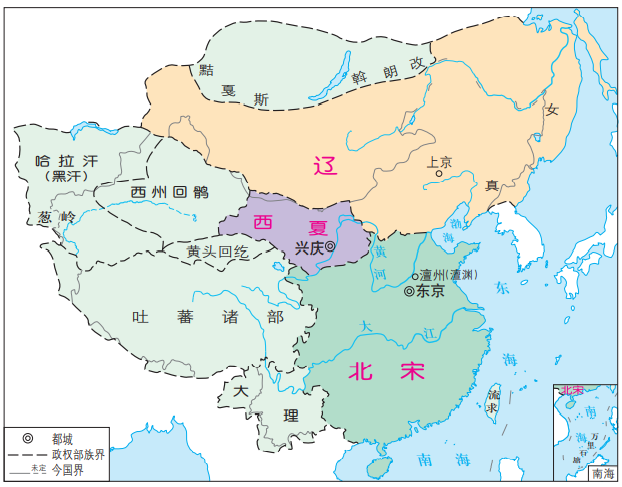 黠
戛
斯
斡朗改
女
真
哈拉汗
(黑汗)
西州回鹘
葱岭
辽
上京
西夏
兴庆
黄头回纥
黄河
渤海
澶州(澶渊)
东京
东海
吐蕃诸部
大江
北宋
大理
流求
南海
北宋
南海
万里石塘
南海
都城
政权部族界
未定
今国界